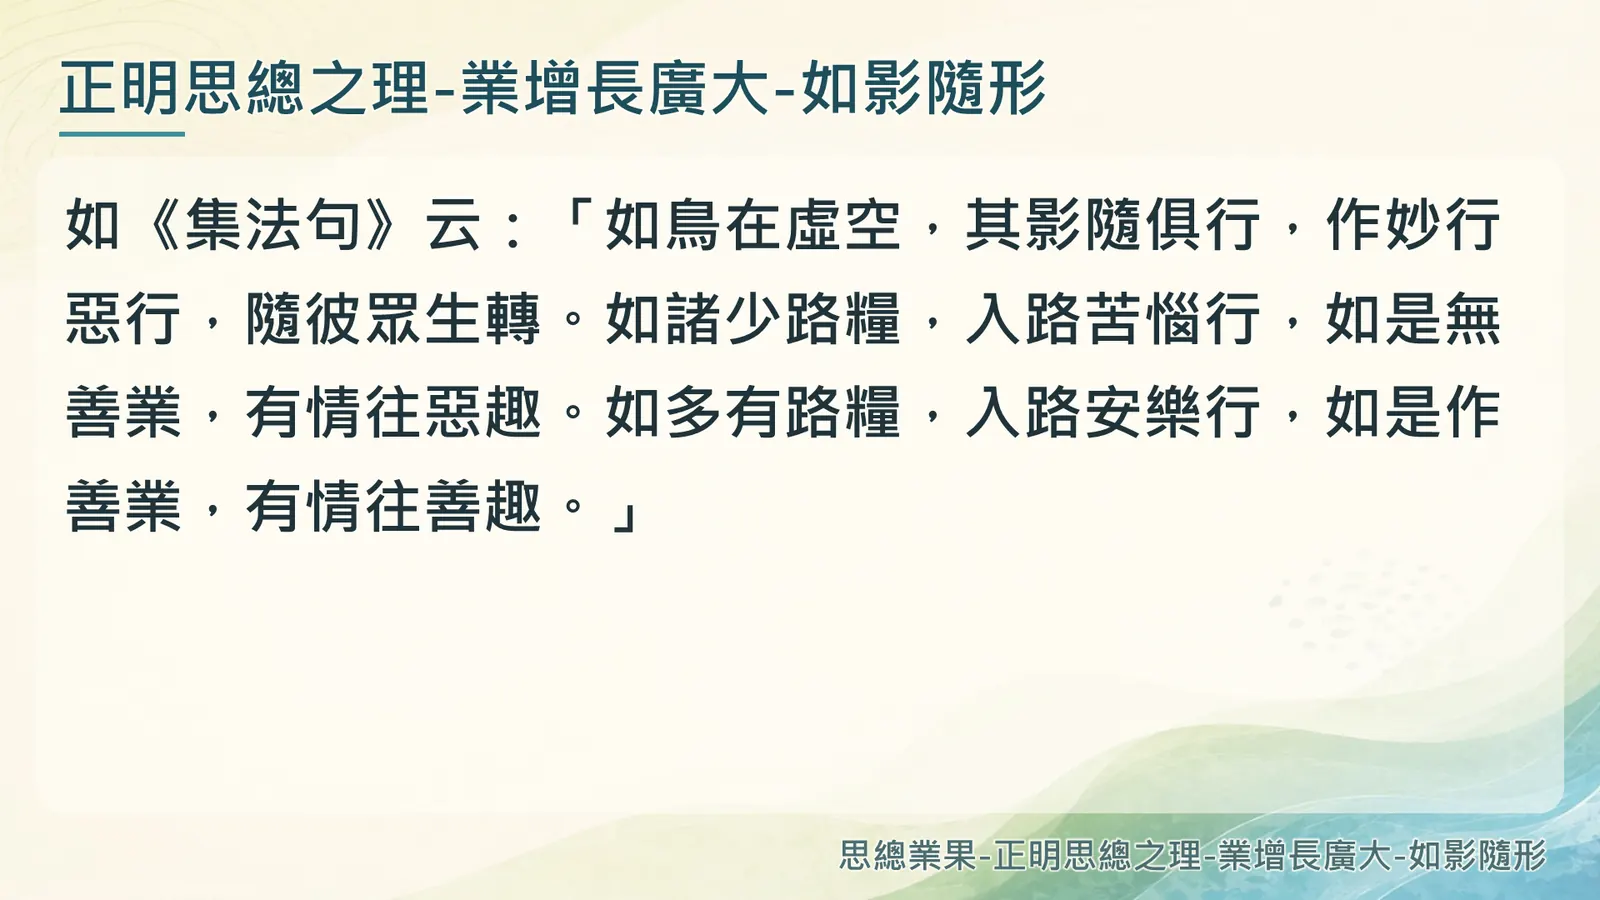 正明思總之理-業增長廣大-如影隨形
如《集法句》云：「如鳥在虛空，其影隨俱行，作妙行
惡行，隨彼眾生轉。如諸少路糧，入路苦惱行，如是無
善業，有情往惡趣。如多有路糧，入路安樂行，如是作
善業，有情往善趣。」
思總業果-正明思總之理-業增長廣大-如影隨形